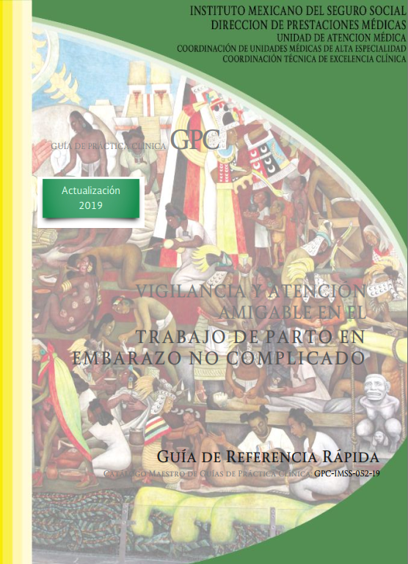 INSTITUTO MEXICANO DEL SEGURO SOCIAL
DIRECCION DE PRESTACIONES MÉDICAS
UNIDAD DE ATENCION MÉDICA
COORDINACIÓN DE UNIDADES MÉDICAS DE ALTA ESPECIALIDAD
COORDINACIÓN TÉCNICA DE EXCELENCIA CLÍNICA
GUÍA DE PRÁCTICA CLÍNICA GPC
Actualización
2019
VIGILANCIA Y ATENCIÓN
AMIGABLE EN EL
TRABAJO DE PARTO EN
EMBARAZO NO COMPLICADO
GUÍA DE REFERENCIA RÁPIDA
CATÁLOGO MAESTRO DE GUÍAS DE PRÁCTICA CLÍNICA: GPC-IMSS-052-19